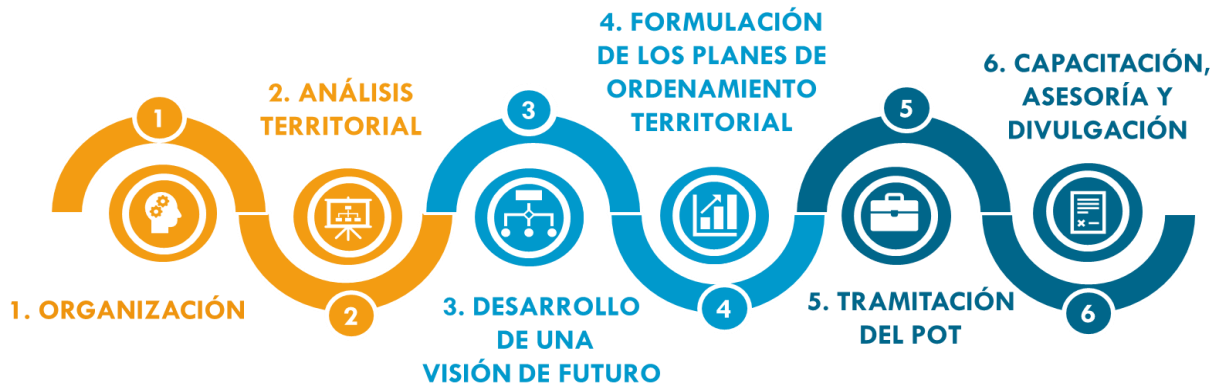 1
1. ORGANIZACIÓN
2. ANÁLISIS
TERRITORIAL
2
3
3. DESARROLLO
DE UNA
VISIÓN DE FUTURO
4. FORMULACIÓN
DE LOS PLANES DE
ORDENAMIENTO
TERRITORIAL
4
5
5. TRAMITACIÓN
DEL POT
6. CAPACITACIÓN,
ASESORÍA Y
DIVULGACIÓN
6